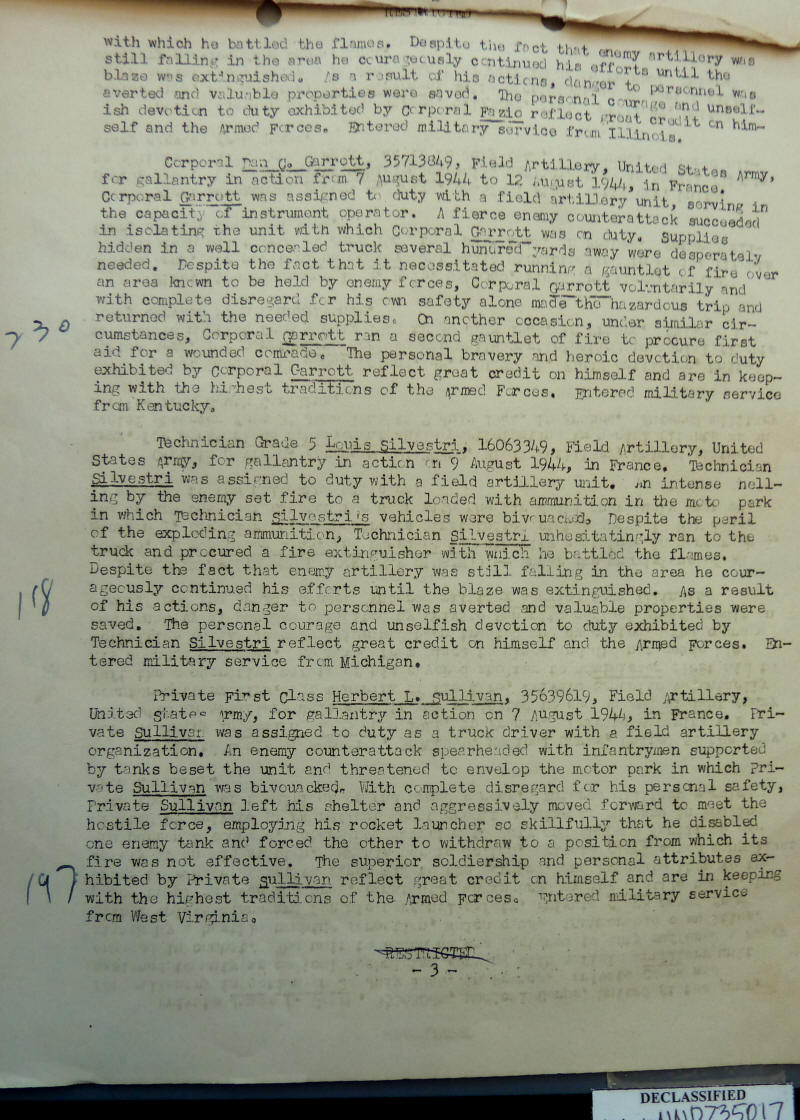 RESTRICTED
with which he battled the flames. Despite the fact that enemy artillery was
still falling in the area he courageously continued his efforts until the
blaze was extinguished. As a result of his actions, danger to personnel was
averted and valuable properties were saved. The personal courage and unself-
ish devotion to duty exhibited by Corporal Fazio reflect great credit on him-
self and the Armed Forces. Entered military service from Illinois.
Corporal Dan C. Garrott, 35713849, Field Artillery, United States Army,
for gallantry in action from 7 August 1944 to 12 August 1944, in France.
Corporal Garrott was assigned to duty with a field artillery unit, serving in
the capacity of instrument operator. A fierce enemy counterattack succeeded
in isolating the unit with which Corporal Garrott was on duty. Supplies
hidden in a well concealed truck several hundred yards away were desperately
needed. Despite the fact that it necessitated running a gauntlet of fire over
an area known to be held by enemy forces, Corporal Garrott voluntarily and
with complete disregard for his own safety alone made the hazardous trip and
returned with the needed supplies. On another occasion, under similar cir-
230
cumstances, Corporal Garrott ran a second gauntlet of fire to procure first
aid for a wounded comrade. The personal bravery and heroic devotion to duty
exhibited by Corporal Garrott reflect great credit on himself and are in keep-
ing with the highest traditions of the Armed Forces. Entered military service
from Kentucky.
Technician Grade 5 Louis Silvestri, 16063349, Field Artillery, United
States Army, for gallantry in action on 9 August 1944, in France. Technician
Silvestri was assigned to duty with a field artillery unit. An intense nell-
ing by the enemy set fire to a truck loaded with ammunition in the moto park
in which Technician Silvestri's vehicles were bivouacked. Despite the peril
of the exploding ammunition, Technician Silvestri unhesitatingly ran to the
truck and procured a fire extinguisher with which he battled the flames.
Despite the fact that enemy artillery was still falling in the area he cour-
118
ageously continued his efforts until the blaze was extinguished. As a result
of his actions, danger to personnel was averted and valuable properties were
saved. The personal courage and unselfish devotion to duty exhibited by
Technician Silvestri reflect great credit on himself and the Armed Forces. En-
tered military service from Michigan.
Private First Class Herbert L. Sullivan, 35639619, Field Artillery,
United States Army, for gallantry in action on 7 August 1944, in France. Pri-
vate Sullivan was assigned to duty as a truck driver with a field artillery
organization. An enemy counterattack spearheaded with infantrymen supported
by tanks beset the unit and threatened to envelop the motor park in which Pri-
vate Sullivan was bivouacked. With complete disregard for his personal safety,
Private Sullivan left his shelter and aggressively moved forward to meet the
hostile force, employing his rocket launcher so skillfully that he disabled
one enemy tank and forced the other to withdraw to a position from which its
fire was not effective. The superior soldiership and personal attributes ex-
197
hibited by Private Sullivan reflect great credit on himself and are in keeping
with the highest traditions of the Armed Forces. Entered military service
from West Virginia.
RESTRICTED
- 3 -
DECLASSIFIED
NND735017